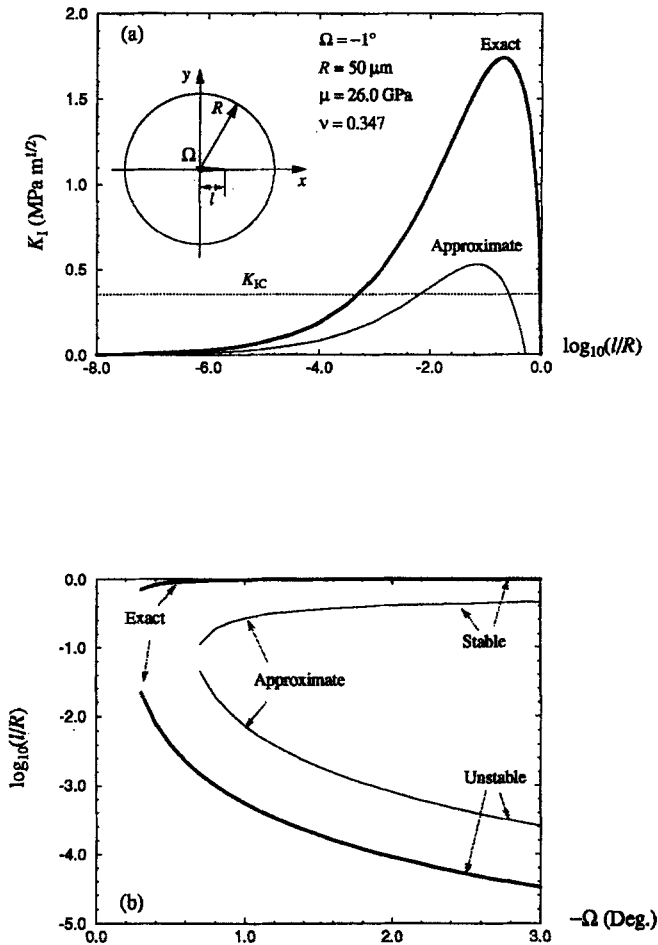 2.0
(a)
Ω = −1°
R = 50 μm
μ = 26.0 GPa
ν = 0.347
Exact
1.5
y
R
Ω
x
l
1.0
K_I (MPa m^{1/2})
Approximate
0.5
K_IC
0.0
-8.0 -6.0 -4.0 -2.0 0.0
log₁₀(l/R)
0.0
Exact
Stable
-1.0
Approximate
-2.0
log₁₀(l/R)
Unstable
-3.0
-4.0
(b)
-5.0
0.0 1.0 2.0 3.0
−Ω (Deg.)